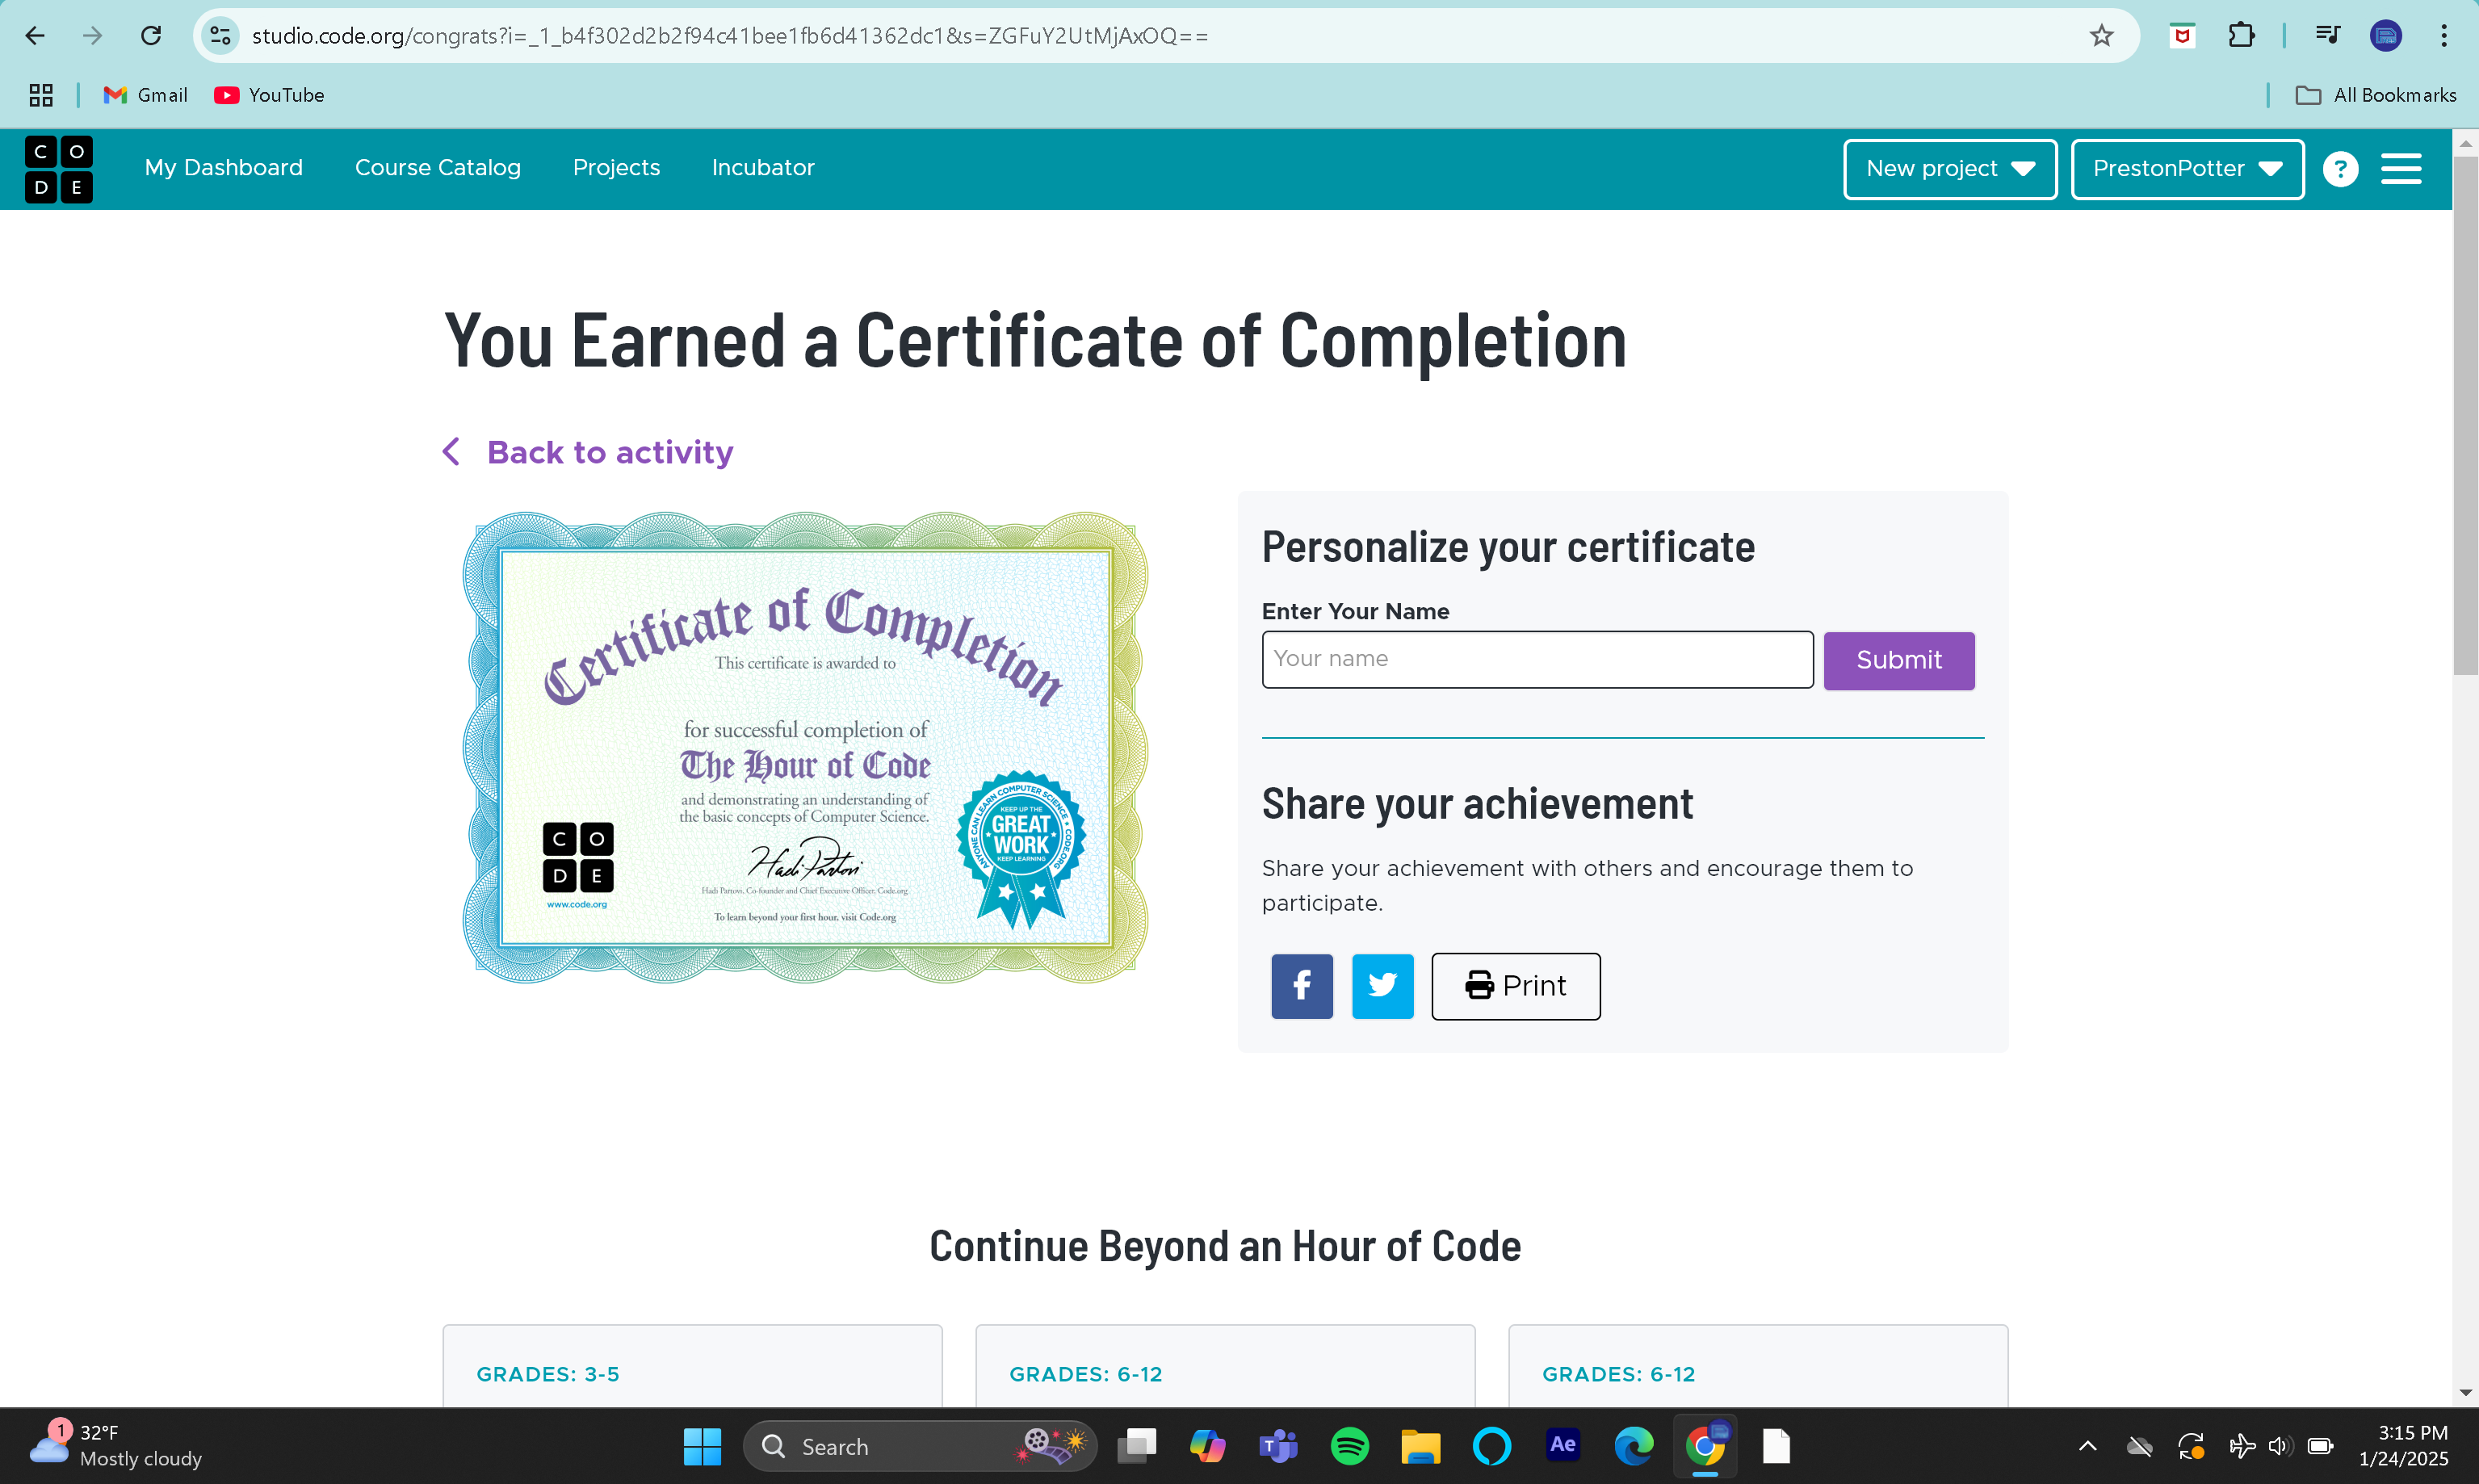 studio.code.org/congrats?i=_1_b4f302d2b2f94c41bee1fb6d41362dc1&s=ZGFuY2UtMjAxOQ==
Gmail YouTube All Bookmarks
CODE My Dashboard Course Catalog Projects Incubator New project PrestonPotter ?
You Earned a Certificate of Completion
Back to activity
Certificate of Completion
This certificate is awarded to
for successful completion of
The Hour of Code
and demonstrating an understanding of
the basic concepts of Computer Science.
Hadi Partovi
Hadi Partovi, Co-founder and Chief Executive Officer, Code.org
To learn beyond your first hour, visit Code.org
CODE
www.code.org
ANYONE CAN LEARN COMPUTER SCIENCE • CODE.ORG
KEEP UP THE
GREAT
WORK
KEEP LEARNING
Personalize your certificate
Enter Your Name
Your name Submit
Share your achievement
Share your achievement with others and encourage them to
participate.
f Print
Continue Beyond an Hour of Code
GRADES: 3-5 GRADES: 6-12 GRADES: 6-12
1 32°F
Mostly cloudy
Search
T
Ae
3:15 PM
1/24/2025